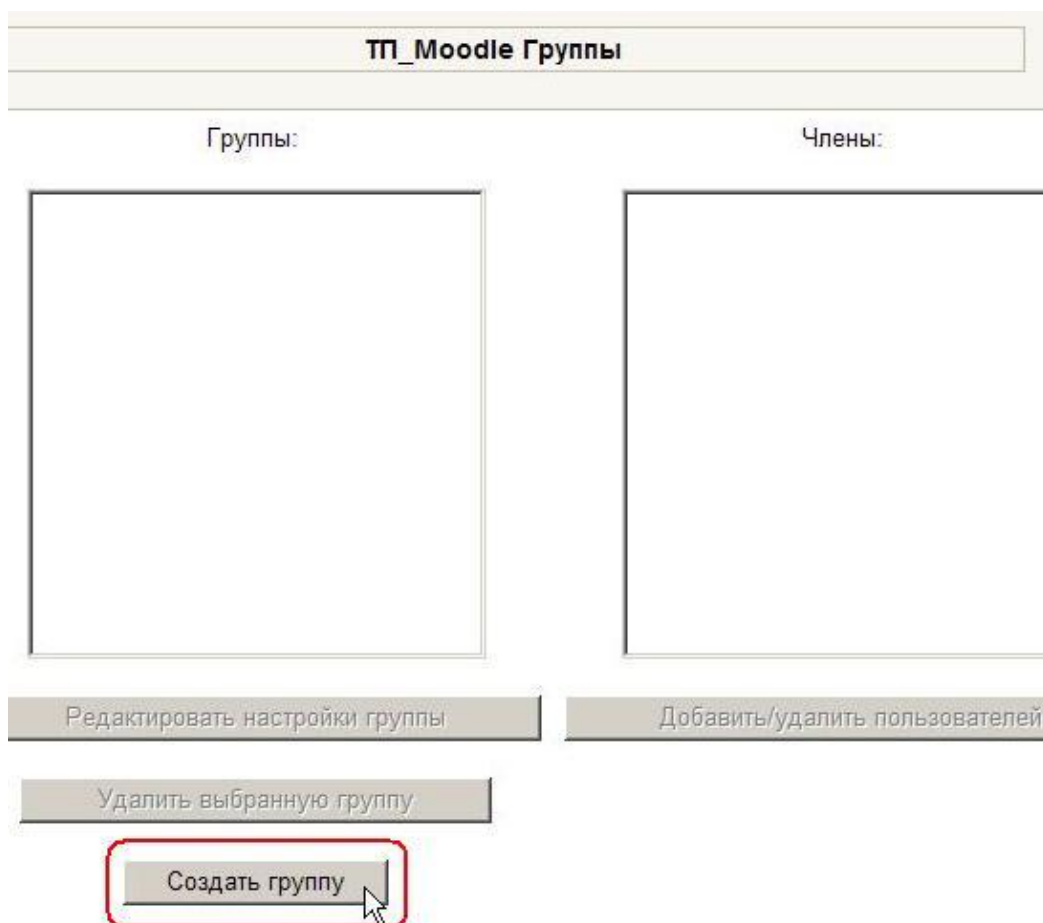 ТП_Moodle Группы
Группы:
Члены:
Редактировать настройки группы
Добавить/удалить пользователей
Удалить выбранную группу
Создать группу